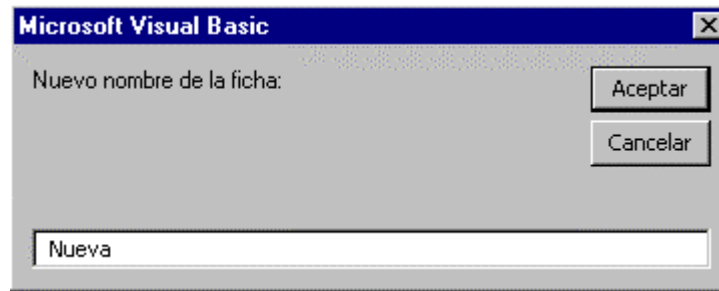 Microsoft Visual Basic
Nuevo nombre de la ficha:
Aceptar
Cancelar
Nueva